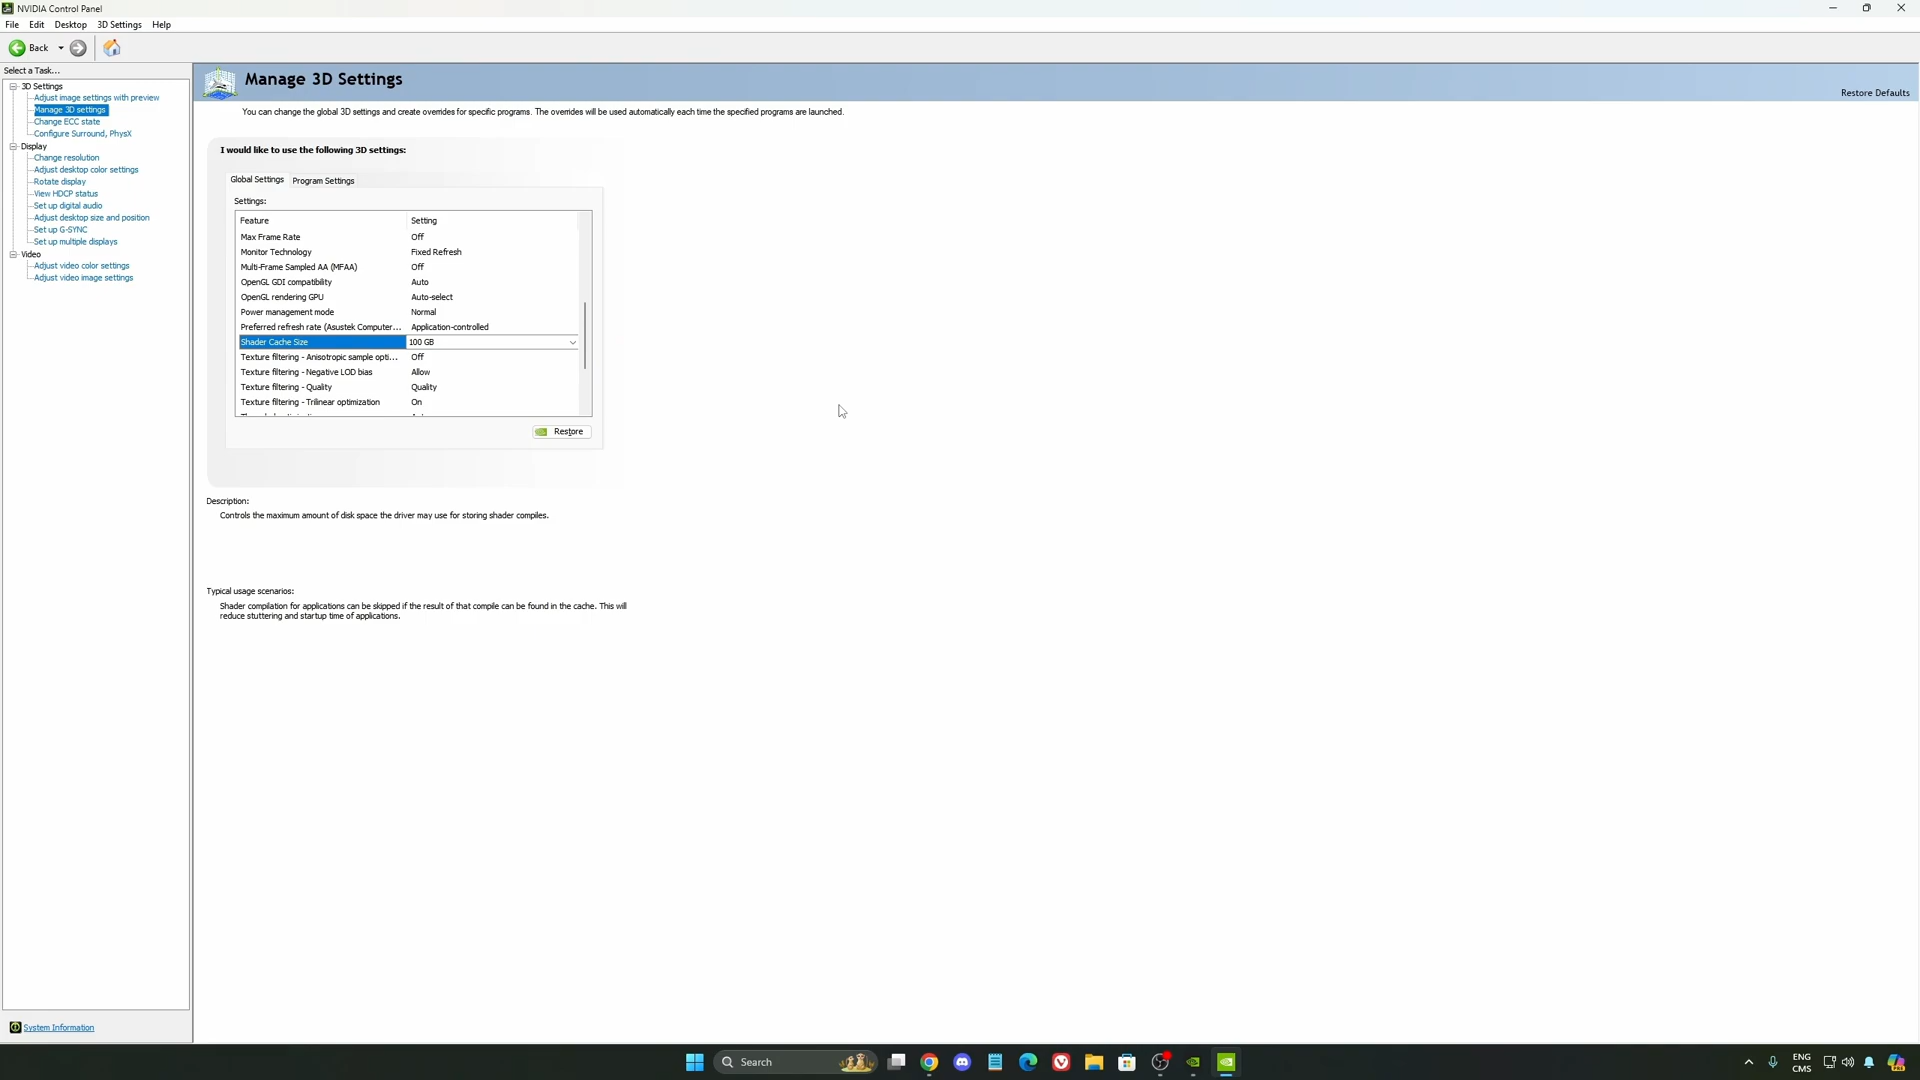 NVIDIA Control Panel
File Edit Desktop 3D Settings Help
Back
Select a Task...
3D Settings
Adjust image settings with preview
Manage 3D settings
Change ECC state
Configure Surround, PhysX
Display
Change resolution
Adjust desktop color settings
Rotate display
View HDCP status
Set up digital audio
Adjust desktop size and position
Set up G-SYNC
Set up multiple displays
Video
Adjust video color settings
Adjust video image settings
System Information
Manage 3D Settings
Restore Defaults
You can change the global 3D settings and create overrides for specific programs. The overrides will be used automatically each time the specified programs are launched.
I would like to use the following 3D settings:
Global Settings Program Settings
Settings:
Feature Setting
Max Frame Rate Off
Monitor Technology Fixed Refresh
Multi-Frame Sampled AA (MFAA) Off
OpenGL GDI compatibility Auto
OpenGL rendering GPU Auto-select
Power management mode Normal
Preferred refresh rate (Asustek Computer... Application-controlled
Shader Cache Size 100 GB
Texture filtering - Anisotropic sample opti... Off
Texture filtering - Negative LOD bias Allow
Texture filtering - Quality Quality
Texture filtering - Trilinear optimization On
Restore
Description:
Controls the maximum amount of disk space the driver may use for storing shader compiles.
Typical usage scenarios:
Shader compilation for applications can be skipped if the result of that compile can be found in the cache. This will
reduce stuttering and startup time of applications.
Search
ENG
CMS